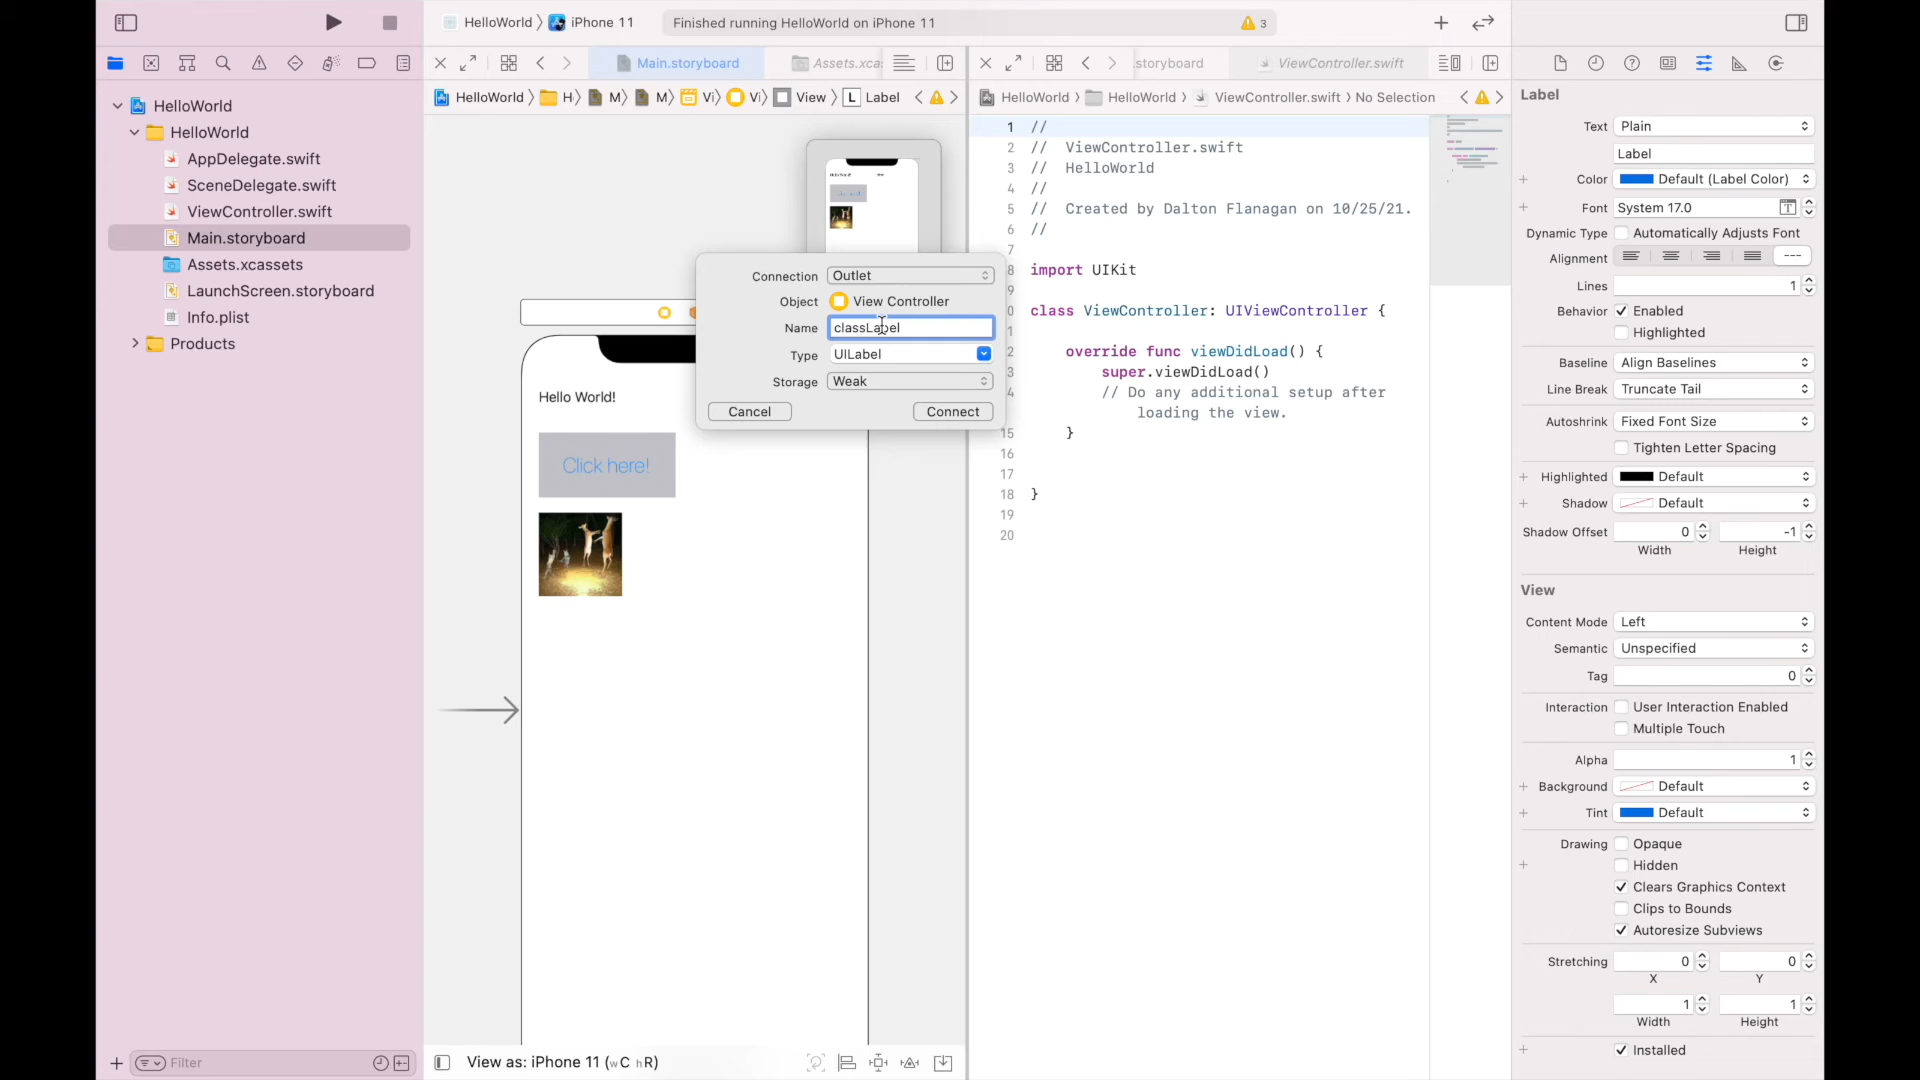 HelloWorld
iPhone 11
Finished running HelloWorld on iPhone 11
3
Main.storyboard
Assets.xca
.storyboard
ViewController.swift
HelloWorld
H
M
M
Vi
Vi
View
L Label
HelloWorld
HelloWorld
ViewController.swift
No Selection
HelloWorld
HelloWorld
AppDelegate.swift
SceneDelegate.swift
ViewController.swift
Main.storyboard
Assets.xcassets
LaunchScreen.storyboard
Info.plist
Products
Filter
Connection Outlet
Object View Controller
Name classLabel
Type UILabel
Storage Weak
Cancel Connect
Hello World!
Click here!
View as: iPhone 11 (wC hR)
1 //
2 // ViewController.swift
3 // HelloWorld
4 //
5 // Created by Dalton Flanagan on 10/25/21.
6 //
7
8 import UIKit
9
0 class ViewController: UIViewController {
1
2 override func viewDidLoad() {
3 super.viewDidLoad()
4 // Do any additional setup after
loading the view.
15 }
16
17
18 }
19
20
Label
Text Plain
Label
Color Default (Label Color)
Font System 17.0
Dynamic Type Automatically Adjusts Font
Alignment
Lines 1
Behavior Enabled
Highlighted
Baseline Align Baselines
Line Break Truncate Tail
Autoshrink Fixed Font Size
Tighten Letter Spacing
Highlighted Default
Shadow Default
Shadow Offset 0 -1
Width Height
View
Content Mode Left
Semantic Unspecified
Tag 0
Interaction User Interaction Enabled
Multiple Touch
Alpha 1
Background Default
Tint Default
Drawing Opaque
Hidden
Clears Graphics Context
Clips to Bounds
Autoresize Subviews
Stretching 0 0
X Y
1 1
Width Height
Installed